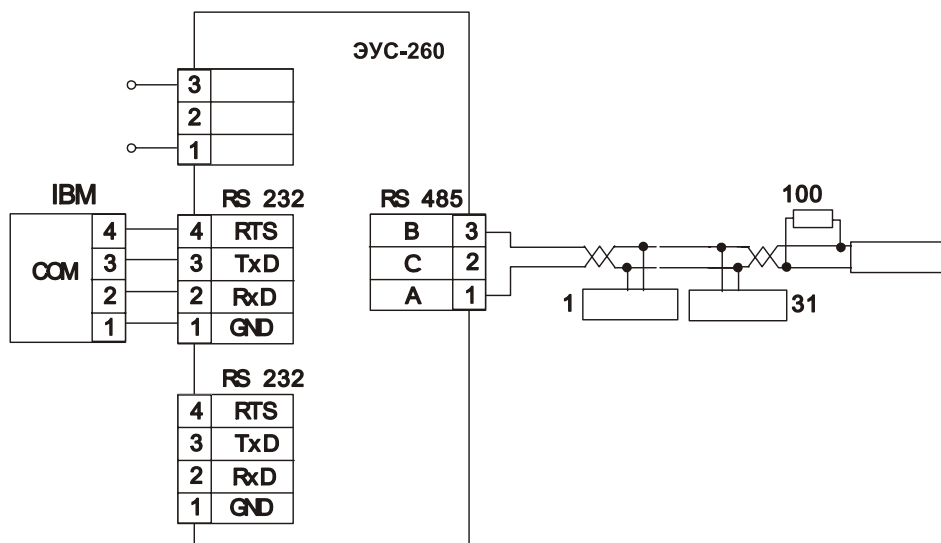 ЭУС-260
3
2
1
IBM
COM
4
3
2
1
RS 232
4 RTS
3 TxD
2 RxD
1 GND
RS 485
B 3
C 2
A 1
100
1
31
RS 232
4 RTS
3 TxD
2 RxD
1 GND